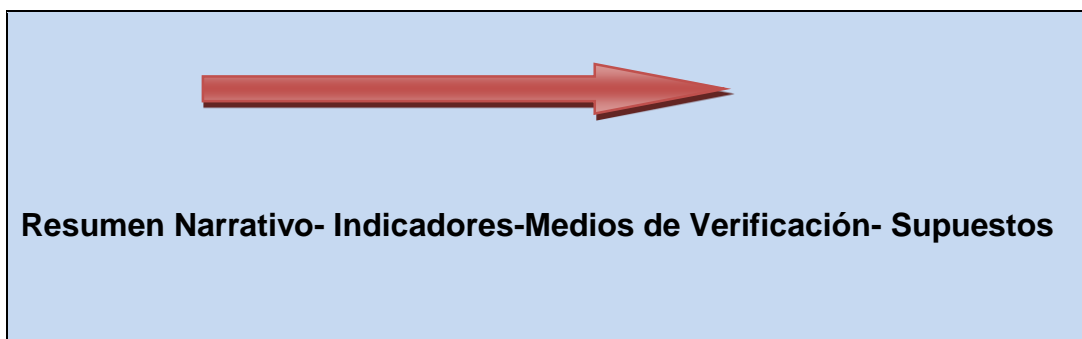 Resumen Narrativo- Indicadores-Medios de Verificación- Supuestos